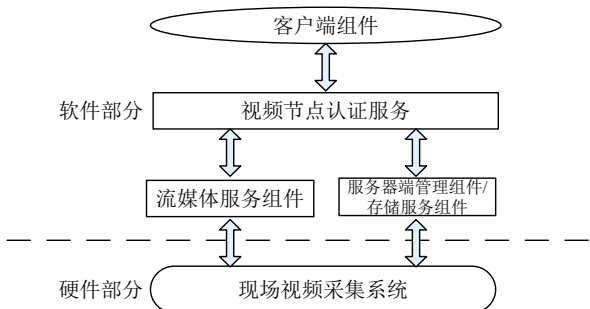 客户端组件
软件部分
视频节点认证服务
流媒体服务组件
服务器端管理组件/
存储服务组件
硬件部分
现场视频采集系统